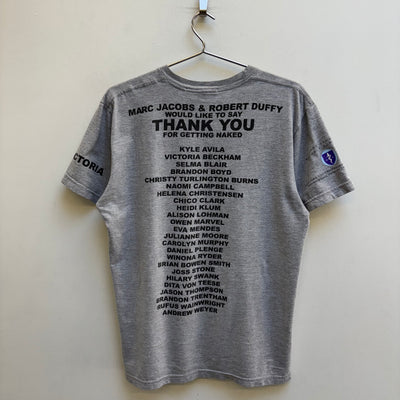 MARC JACOBS & ROBERT DUFFY
WOULD LIKE TO SAY
THANK YOU
FOR GETTING NAKED
KYLE AVILA
VICTORIA BECKHAM
SELMA BLAIR
BRANDON BOYD
CHRISTY TURLINGTON BURNS
NAOMI CAMPBELL
HELENA CHRISTENSEN
CHICO CLARK
HEIDI KLUM
ALISON LOHMAN
OWEN MARVEL
EVA MENDES
JULIANNE MOORE
CAROLYN MURPHY
DANIEL PLENGE
WINONA RYDER
BRIAN BOWEN SMITH
JOSS STONE
HILARY SWANK
DITA VON TEESE
JASON THOMPSON
BRANDON TRENTHAM
RUFUS WAINWRIGHT
ANDREW WEYER